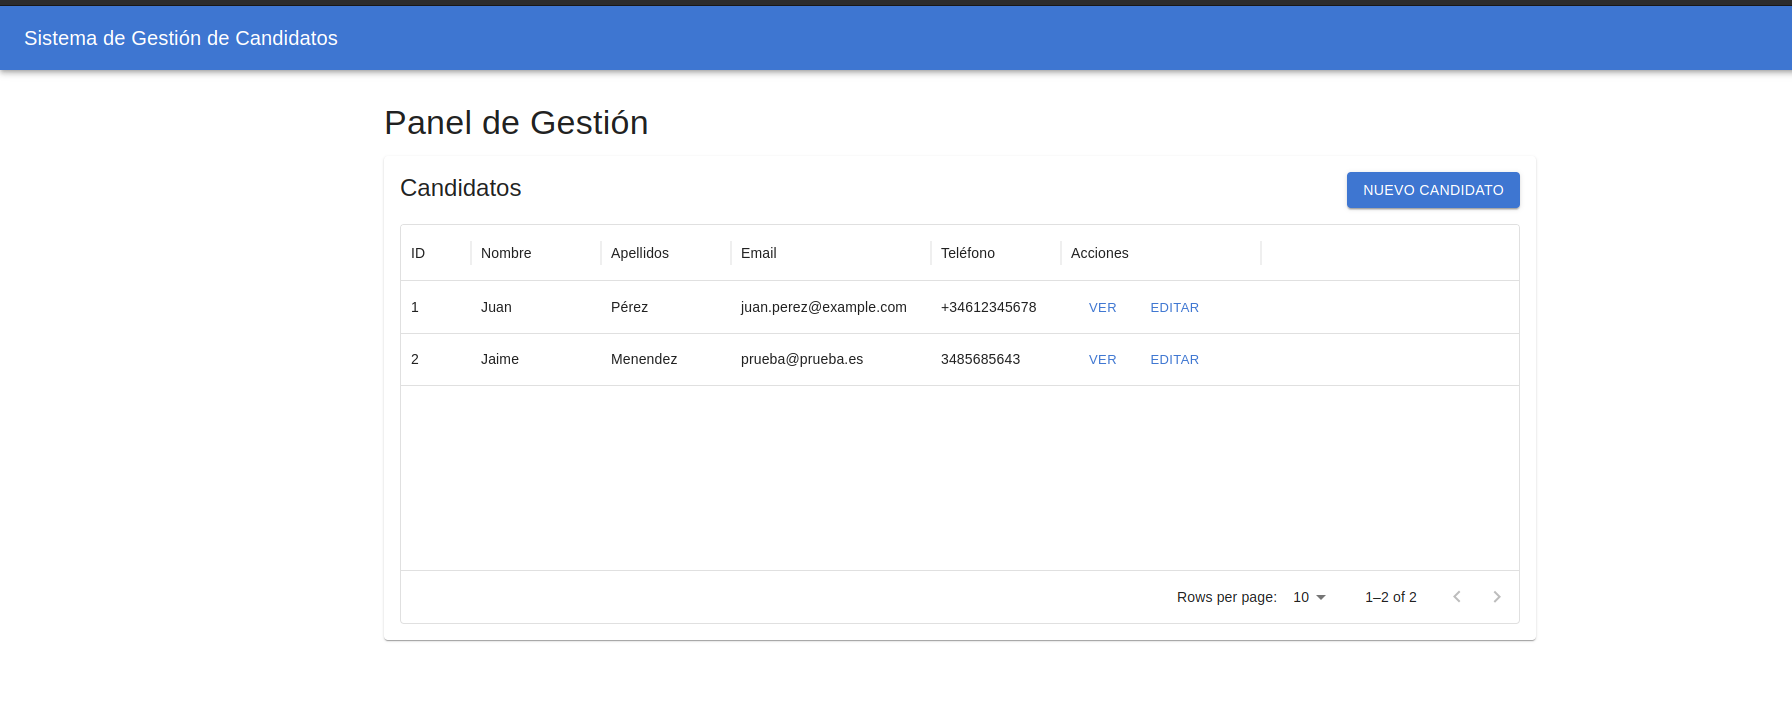 Sistema de Gestión de Candidatos
Panel de Gestión
Candidatos
NUEVO CANDIDATO
ID Nombre Apellidos Email Teléfono Acciones
1 Juan Pérez juan.perez@example.com +34612345678 VER EDITAR
2 Jaime Menendez prueba@prueba.es 3485685643 VER EDITAR
Rows per page: 10 1–2 of 2